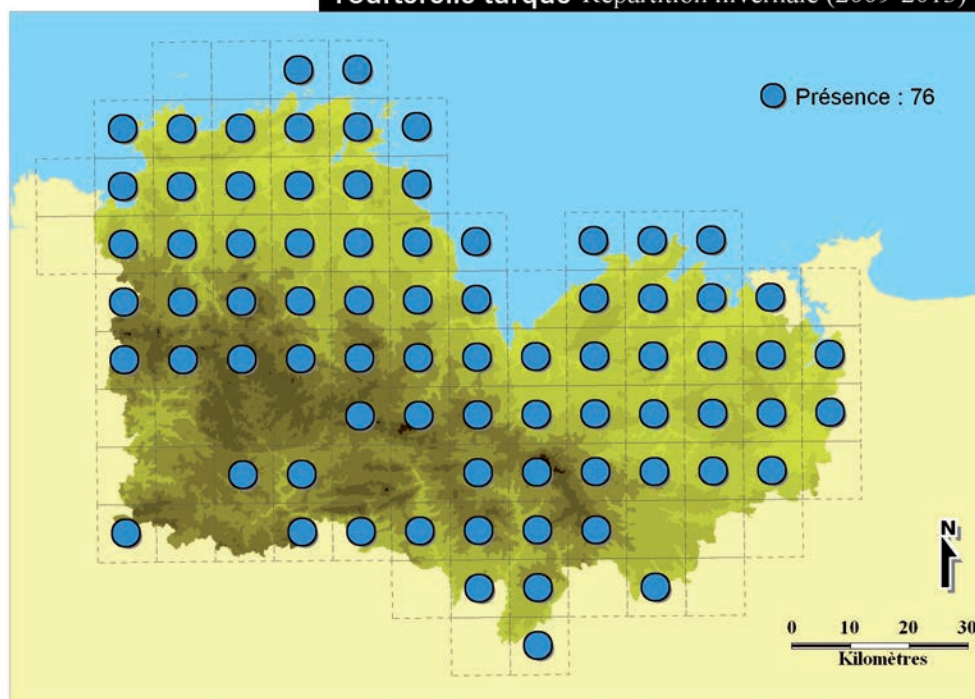 Tourterelle turque Répartition hivernale (2009-2013)
Présence : 76
N
0 10 20 30
Kilomètres